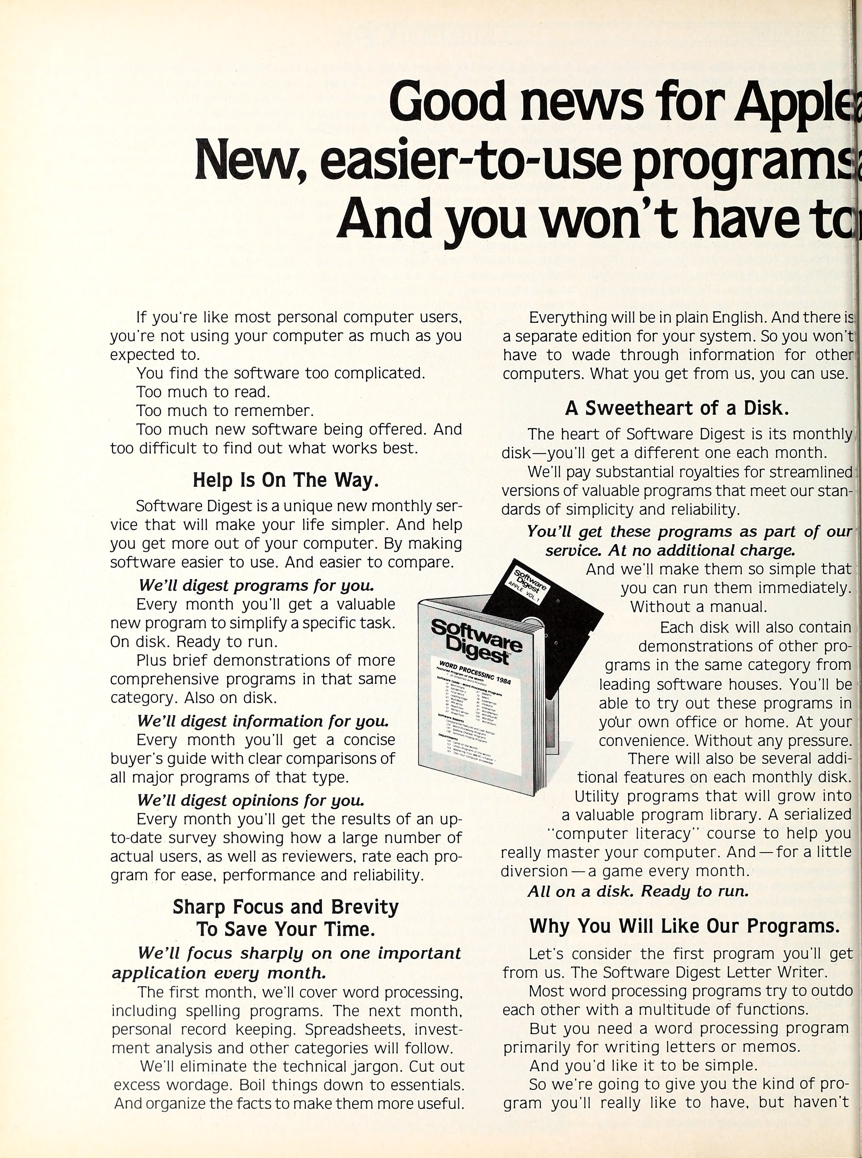 Good news for Apple
New, easier-to-use programs
And you won't have to
If you're like most personal computer users,
you're not using your computer as much as you
expected to.
You find the software too complicated.
Too much to read.
Too much to remember.
Too much new software being offered. And
too difficult to find out what works best.
Help Is On The Way.
Software Digest is a unique new monthly ser-
vice that will make your life simpler. And help
you get more out of your computer. By making
software easier to use. And easier to compare.
We'll digest programs for you.
Every month you'll get a valuable
new program to simplify a specific task.
On disk. Ready to run.
Plus brief demonstrations of more
comprehensive programs in that same
category. Also on disk.
We'll digest information for you.
Every month you'll get a concise
buyer's guide with clear comparisons of
all major programs of that type.
We'll digest opinions for you.
Every month you'll get the results of an up-
to-date survey showing how a large number of
actual users, as well as reviewers, rate each pro-
gram for ease, performance and reliability.
Sharp Focus and Brevity
To Save Your Time.
We'll focus sharply on one important
application every month.
The first month, we'll cover word processing,
including spelling programs. The next month,
personal record keeping. Spreadsheets, invest-
ment analysis and other categories will follow.
We'll eliminate the technical jargon. Cut out
excess wordage. Boil things down to essentials.
And organize the facts to make them more useful.
Everything will be in plain English. And there is
a separate edition for your system. So you won't
have to wade through information for other
computers. What you get from us, you can use.
A Sweetheart of a Disk.
The heart of Software Digest is its monthly
disk—you'll get a different one each month.
We'll pay substantial royalties for streamlined
versions of valuable programs that meet our stan-
dards of simplicity and reliability.
You'll get these programs as part of our
service. At no additional charge.
And we'll make them so simple that
you can run them immediately.
Without a manual.
Each disk will also contain
demonstrations of other pro-
grams in the same category from
leading software houses. You'll be
able to try out these programs in
your own office or home. At your
convenience. Without any pressure.
There will also be several addi-
tional features on each monthly disk.
Utility programs that will grow into
a valuable program library. A serialized
"computer literacy" course to help you
really master your computer. And—for a little
diversion—a game every month.
All on a disk. Ready to run.
Why You Will Like Our Programs.
Let's consider the first program you'll get
from us. The Software Digest Letter Writer.
Most word processing programs try to outdo
each other with a multitude of functions.
But you need a word processing program
primarily for writing letters or memos.
And you'd like it to be simple.
So we're going to give you the kind of pro-
gram you'll really like to have, but haven't
Software
Digest
APPLE VOL. 1
Software
Digest
WORD PROCESSING 1984